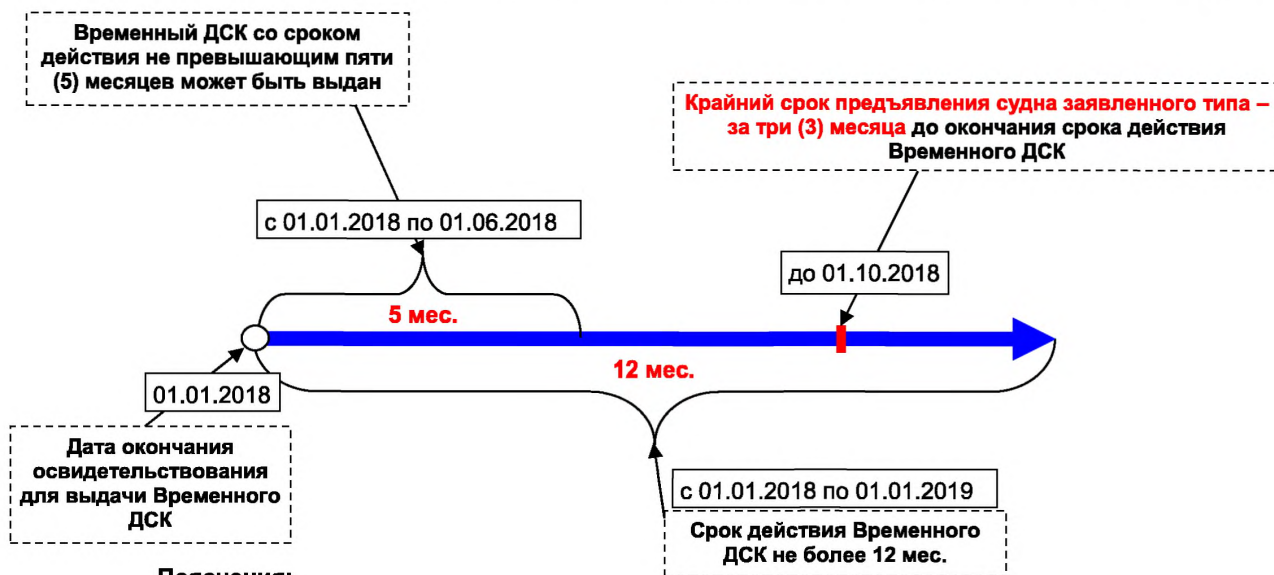 Временный ДСК со сроком
действия не превышающим пяти
(5) месяцев может быть выдан
Крайний срок предъявления судна заявленного типа –
за три (3) месяца до окончания срока действия
Временного ДСК
с 01.01.2018 по 01.06.2018
до 01.10.2018
5 мес.
12 мес.
01.01.2018
Дата окончания
освидетельствования
для выдачи Временного
ДСК
с 01.01.2018 по 01.01.2019
Срок действия Временного
ДСК не более 12 мес.